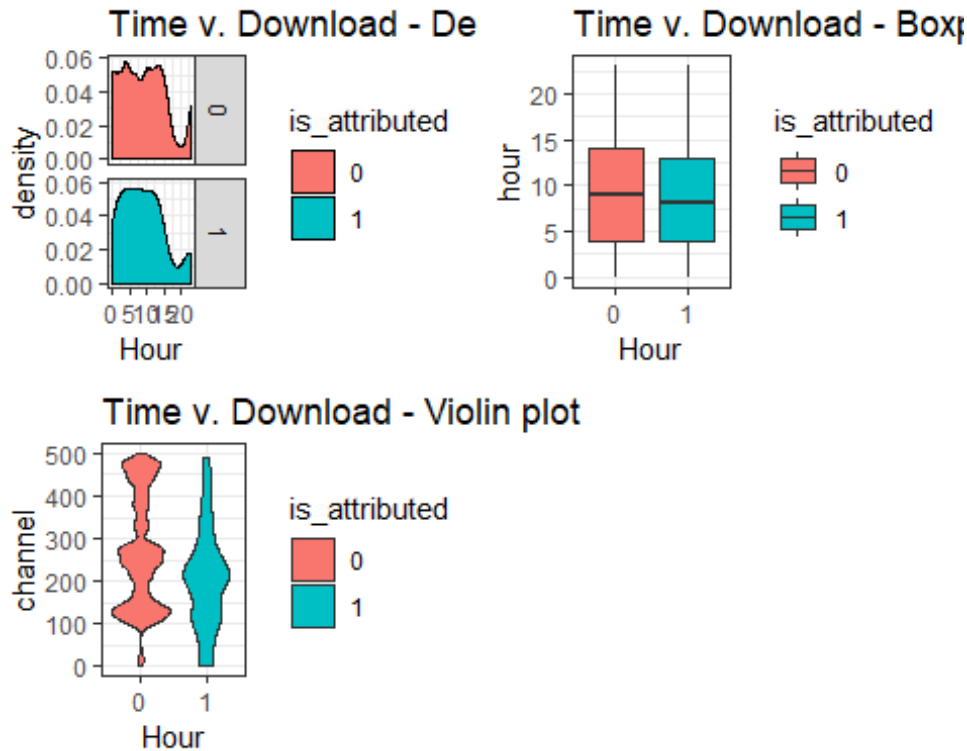 Time v. Download - De
density
0.06
0.04
0.02
0.00
0
0.06
0.04
0.02
0.00
1
0 5 10 15 20
Hour
is_attributed
0
1
Time v. Download - Boxp
hour
20
15
10
5
0
0 1
Hour
is_attributed
0
1
Time v. Download - Violin plot
channel
500
400
300
200
100
0
0 1
Hour
is_attributed
0
1